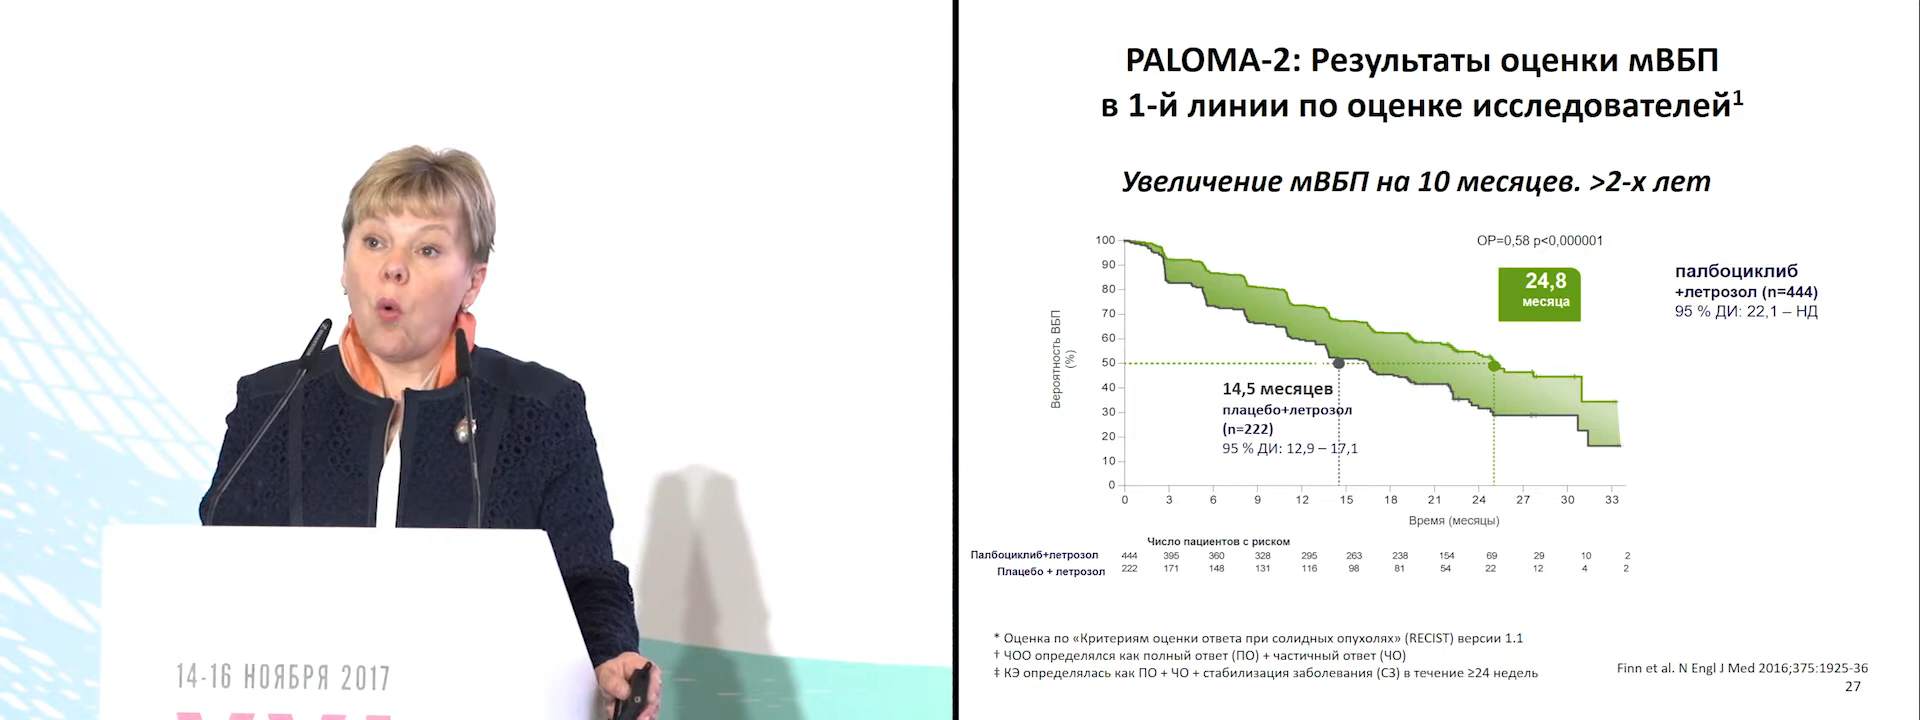 14-16 НОЯБРЯ 2017
PALOMA-2: Результаты оценки мВБП
в 1-й линии по оценке исследователей¹
Увеличение мВБП на 10 месяцев. >2-х лет
ОР=0,58 p<0,000001
24,8
месяца
палбоциклиб
+летрозол (n=444)
95 % ДИ: 22,1 – НД
Вероятность ВБП
(%)
100
90
80
70
60
50
40
30
20
10
0
14,5 месяцев
плацебо+летрозол
(n=222)
95 % ДИ: 12,9 – 17,1
0 3 6 9 12 15 18 21 24 27 30 33
Время (месяцы)
Число пациентов с риском
Палбоциклиб+летрозол 444 395 360 328 295 263 238 154 69 29 10 2
Плацебо + летрозол 222 171 148 131 116 98 81 54 22 12 4 2
* Оценка по «Критериям оценки ответа при солидных опухолях» (RECIST) версии 1.1
† ЧОО определялся как полный ответ (ПО) + частичный ответ (ЧО)
‡ КЭ определялась как ПО + ЧО + стабилизация заболевания (СЗ) в течение ≥24 недель
Finn et al. N Engl J Med 2016;375:1925-36
27